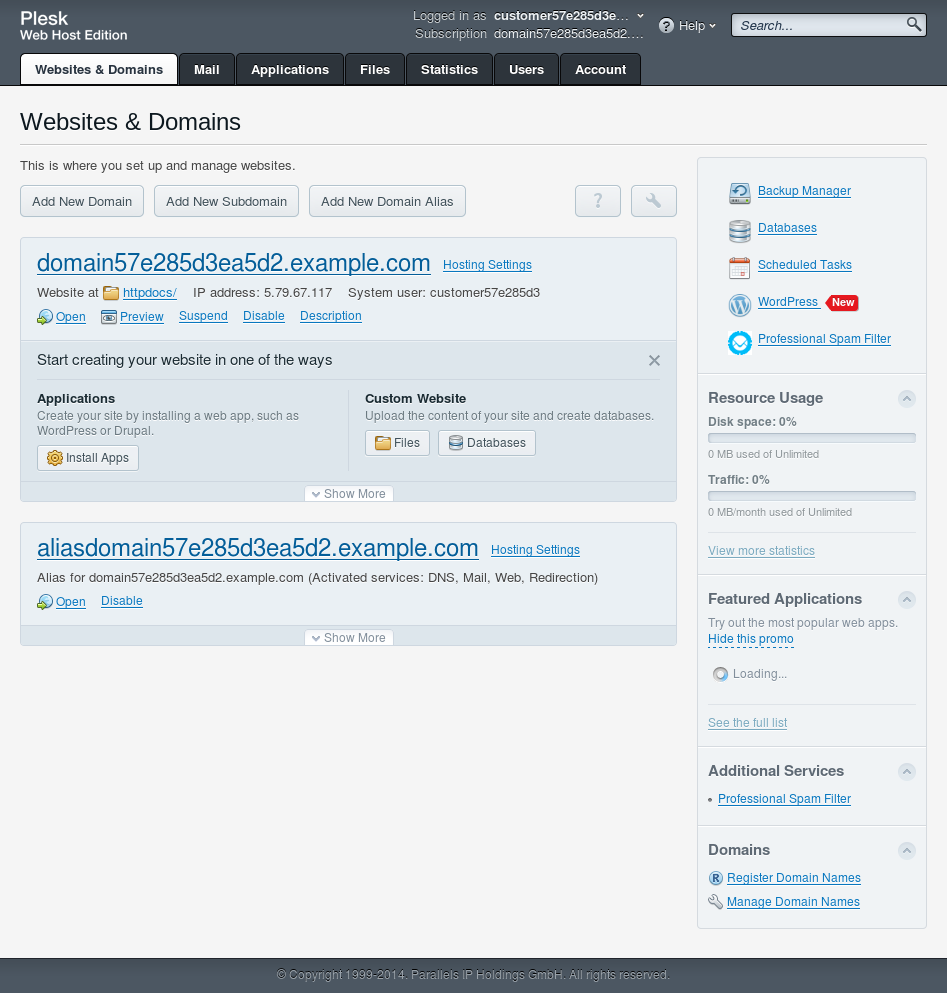 Plesk
Web Host Edition
Logged in as customer57e285d3e...
Subscription domain57e285d3ea5d2....
Help
Search...
Websites & Domains
Mail
Applications
Files
Statistics
Users
Account
Websites & Domains
This is where you set up and manage websites.
Add New Domain
Add New Subdomain
Add New Domain Alias
?
domain57e285d3ea5d2.example.com Hosting Settings
Website at httpdocs/ IP address: 5.79.67.117 System user: customer57e285d3
Open Preview Suspend Disable Description
Start creating your website in one of the ways
Applications
Create your site by installing a web app, such as
WordPress or Drupal.
Install Apps
Custom Website
Upload the content of your site and create databases.
Files
Databases
Show More
aliasdomain57e285d3ea5d2.example.com Hosting Settings
Alias for domain57e285d3ea5d2.example.com (Activated services: DNS, Mail, Web, Redirection)
Open Disable
Show More
Backup Manager
Databases
Scheduled Tasks
WordPress New
Professional Spam Filter
Resource Usage
Disk space: 0%
0 MB used of Unlimited
Traffic: 0%
0 MB/month used of Unlimited
View more statistics
Featured Applications
Try out the most popular web apps.
Hide this promo
Loading...
See the full list
Additional Services
• Professional Spam Filter
Domains
Register Domain Names
Manage Domain Names
© Copyright 1999-2014. Parallels IP Holdings GmbH. All rights reserved.